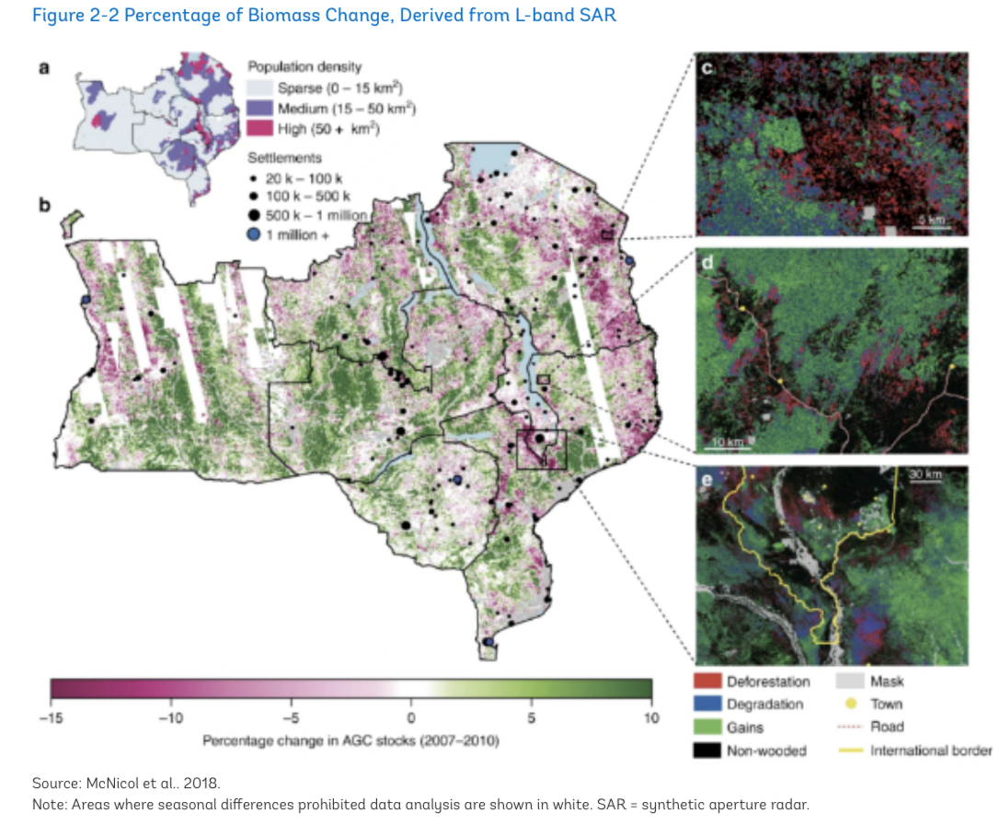 Figure 2-2 Percentage of Biomass Change, Derived from L-band SAR
a
Population density
Sparse (0 – 15 km²)
Medium (15 – 50 km²)
High (50 + km²)
Settlements
20 k – 100 k
100 k – 500 k
500 k – 1 million
1 million +
b
c
5 km
d
10 km
e
30 km
−15
−10
−5
0
5
10
Percentage change in AGC stocks (2007–2010)
Deforestation
Degradation
Gains
Non-wooded
Mask
Town
Road
International border
Source: McNicol et al.. 2018.
Note: Areas where seasonal differences prohibited data analysis are shown in white. SAR = synthetic aperture radar.